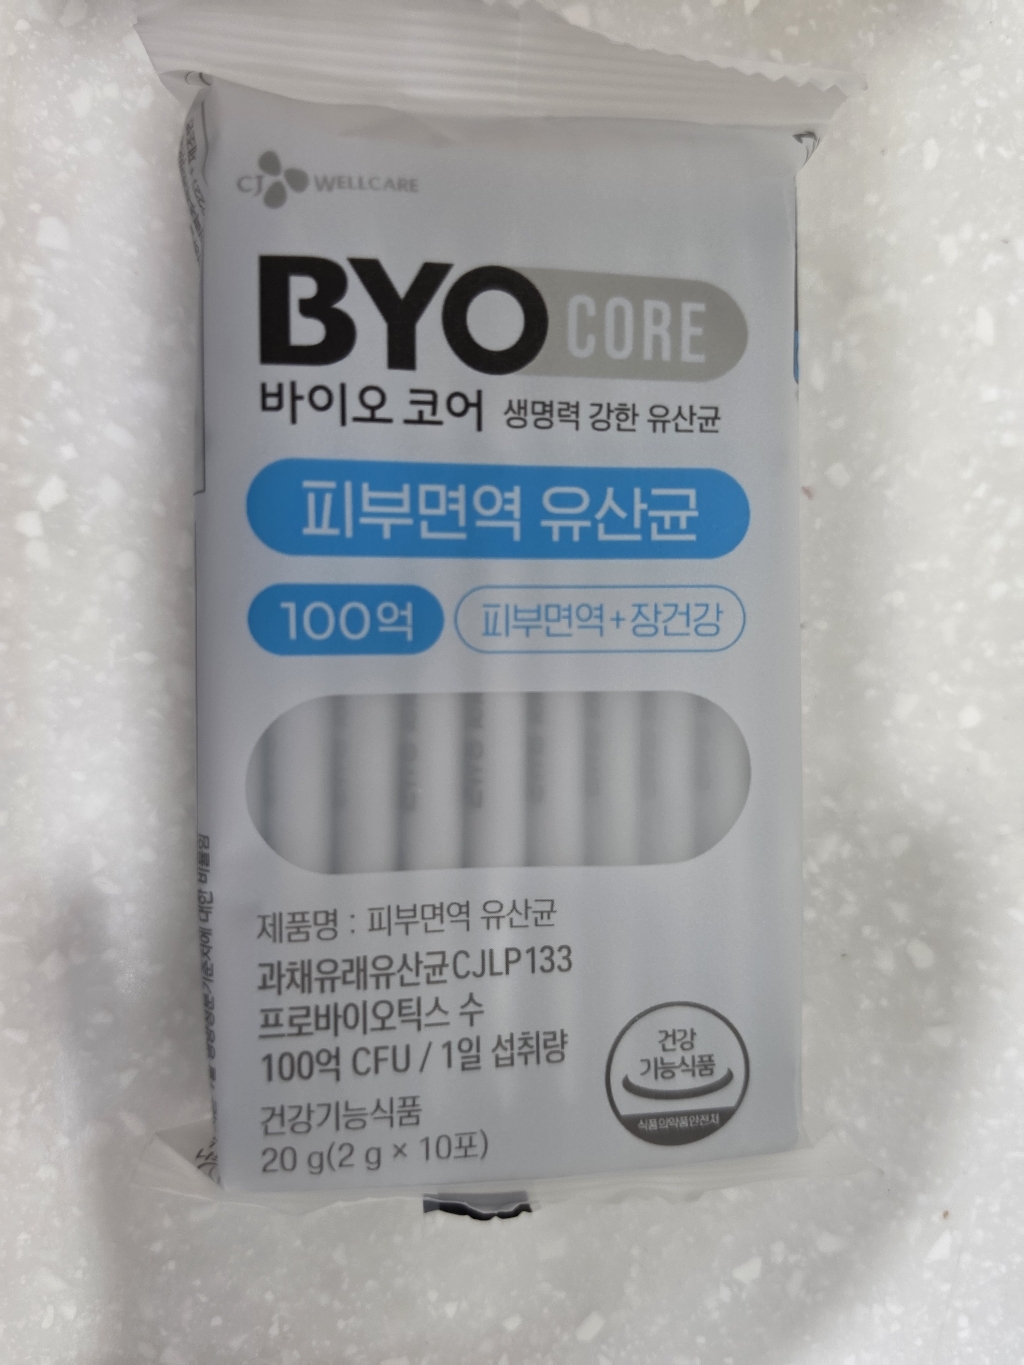 CJ WELLCARE
BYO CORE
바이오 코어 생명력 강한 유산균
피부면역 유산균
100억 피부면역+장건강
제품명 : 피부면역 유산균
과채유래유산균CJLP133
프로바이오틱스 수
100억 CFU / 1일 섭취량
건강기능식품
20 g(2 g × 10포)
건강
기능식품
식품의약품안전처